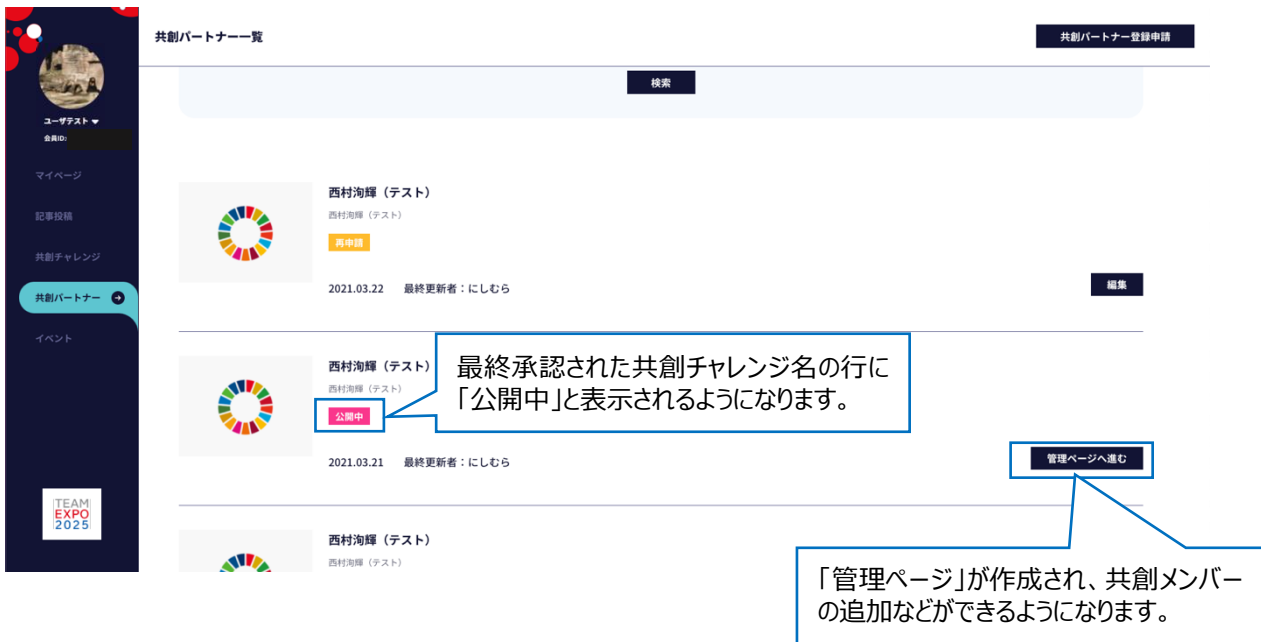 共創パートナー一覧
共創パートナー登録申請
検索
ユーザテスト
会員ID:
マイページ
記事投稿
共創チャレンジ
共創パートナー
イベント
TEAM
EXPO
2025
西村洵輝（テスト）
西村洵輝（テスト）
再申請
2021.03.22 最終更新者：にしむら
編集
西村洵輝（テスト）
西村洵輝（テスト）
公開中
2021.03.21 最終更新者：にしむら
管理ページへ進む
最終承認された共創チャレンジ名の行に
「公開中」と表示されるようになります。
西村洵輝（テスト）
西村洵輝（テスト）
「管理ページ」が作成され、共創メンバー
の追加などができるようになります。